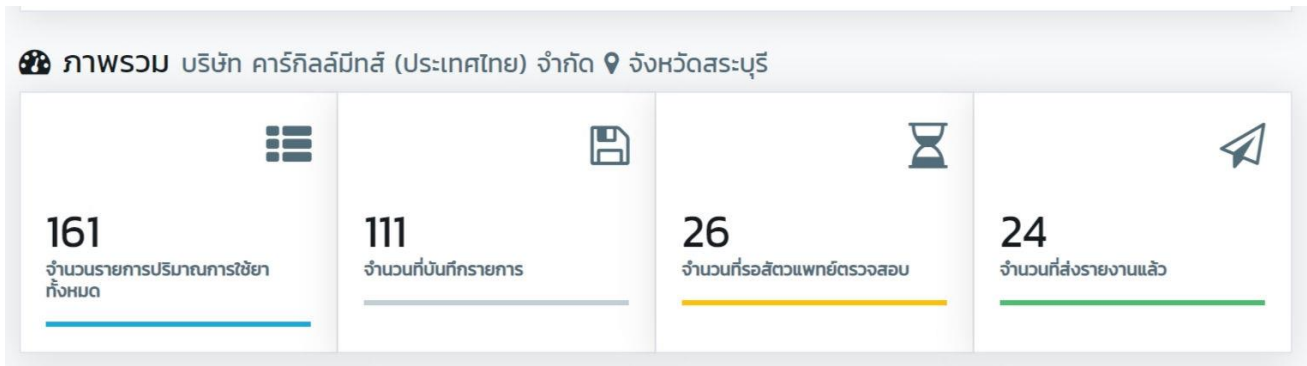 ภาพรวม บริษัท คาร์กิลล์มีทส์ (ประเทศไทย) จำกัด จังหวัดสระบุรี
161
จำนวนรายการปริมาณการใช้ยา
ทั้งหมด
111
จำนวนที่บันทึกรายการ
26
จำนวนที่รอสัตวแพทย์ตรวจสอบ
24
จำนวนที่ส่งรายงานแล้ว